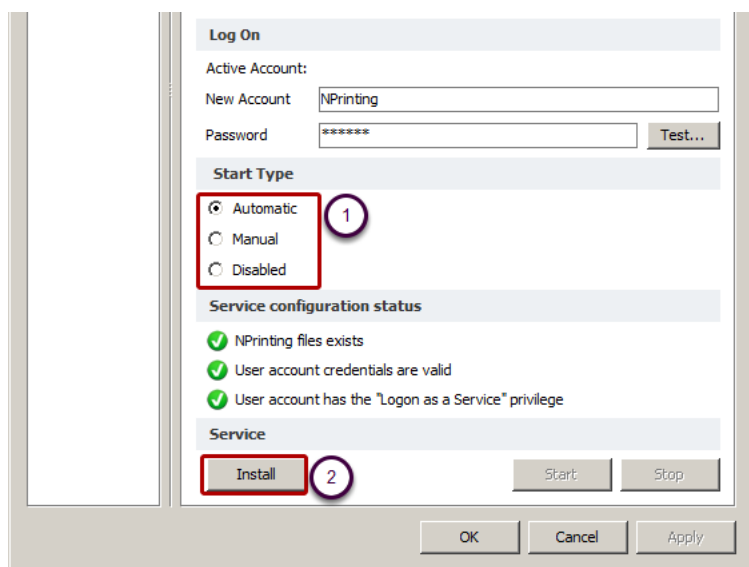 Log On
Active Account:
New Account NPrinting
Password ****** Test...
Start Type
Automatic 1
Manual
Disabled
Service configuration status
NPrinting files exists
User account credentials are valid
User account has the "Logon as a Service" privilege
Service
Install 2 Start Stop
OK Cancel Apply